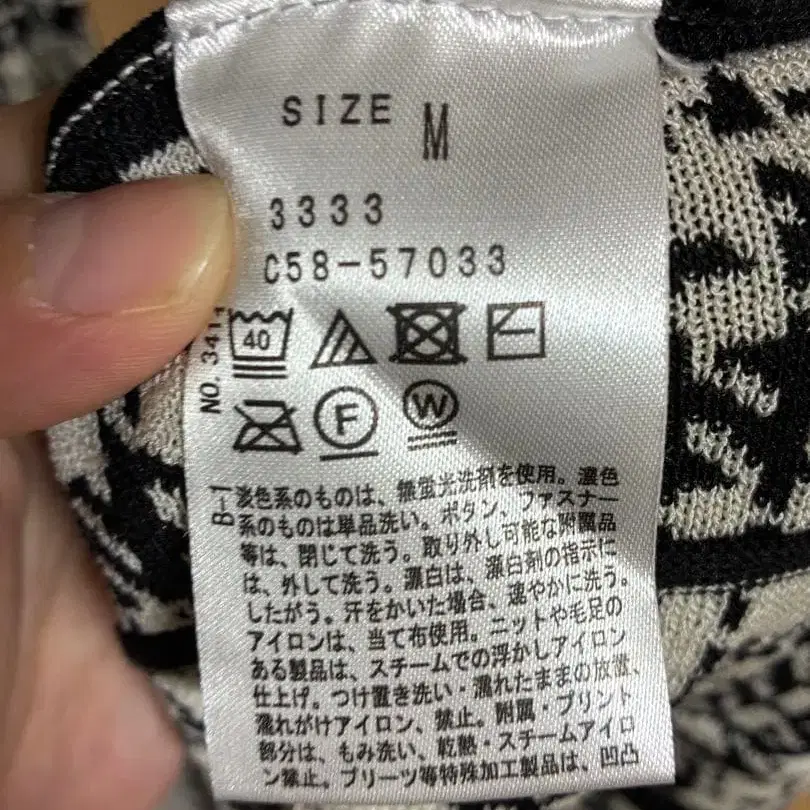 SIZE M
3333
C58-57033
NO. 3411
40
F
W
B-1
淡色系のものは、無蛍光洗剤を使用。濃色
系のものは単品洗い。ボタン、ファスナー
等は、閉じて洗う。取り外し可能な附属品
は、外して洗う。漂白は、漂白剤の指示に
したがう。汗をかいた場合、速やかに洗う。
アイロンは、当て布使用。ニットや毛足の
ある製品は、スチームでの浮かしアイロン
仕上げ。つけ置き洗い・濡れたままの放置、
濡れがけアイロン、禁止。附属・プリント
部分は、もみ洗い、乾熱・スチームアイロ
ン禁止。プリーツ等特殊加工製品は、凹凸